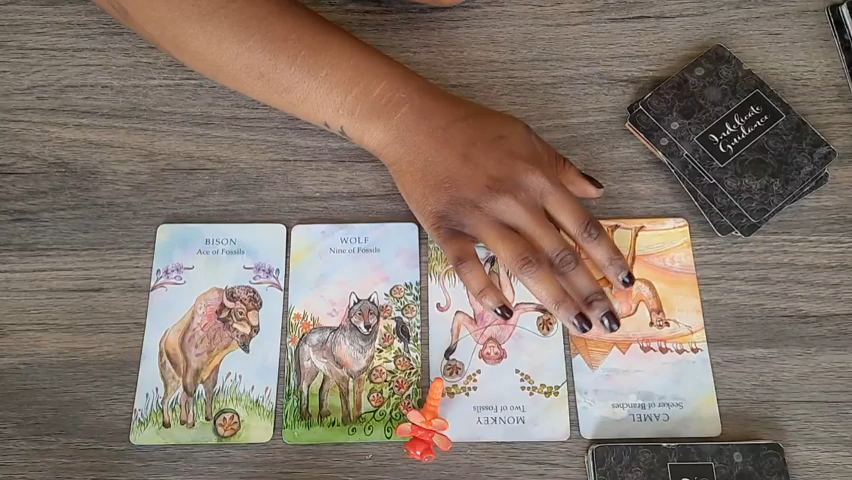 Indelicate
Guidance
BISON
Ace of Fossils
WOLF
Nine of Fossils
MONKEY
Two of Fossils
CAMEL
Seeker of Branches